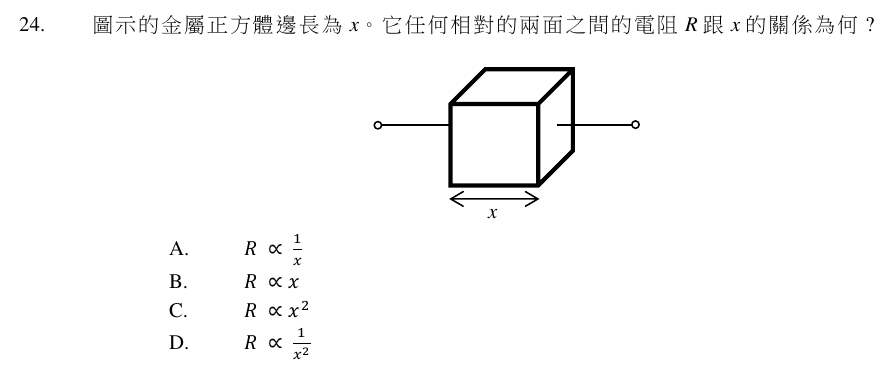 24. 圖示的金屬正方體邊長為 x。它任何相對的兩面之間的電阻 R 跟 x 的關係為何？
x
A. R ∝ 1/x
B. R ∝ x
C. R ∝ x²
D. R ∝ 1/x²